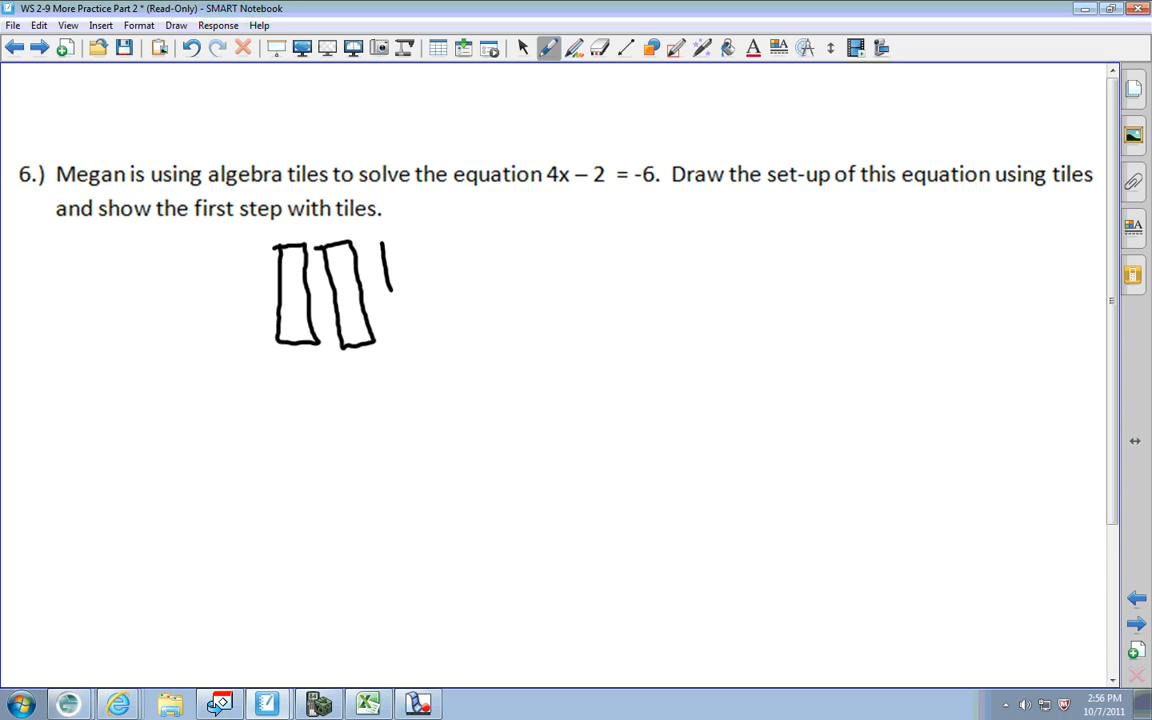 WS 2-9 More Practice Part 2 * (Read-Only) - SMART Notebook
File Edit View Insert Format Draw Response Help
6.) Megan is using algebra tiles to solve the equation 4x – 2 = -6. Draw the set-up of this equation using tiles
and show the first step with tiles.
2:56 PM
10/7/2011